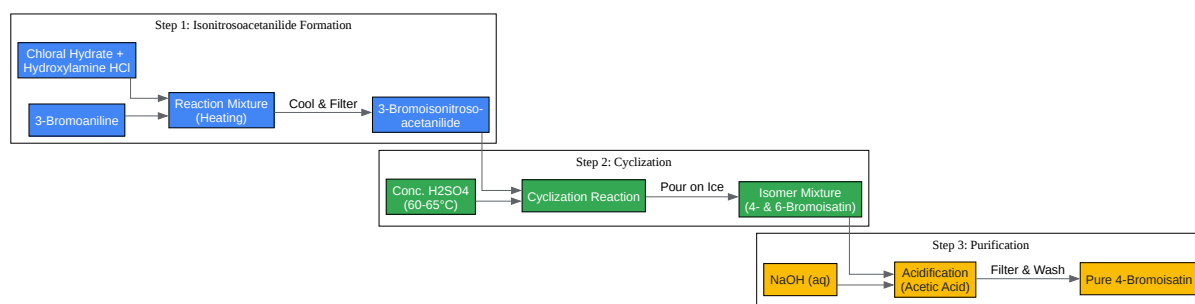 Step 1: Isonitrosoacetanilide Formation
Chloral Hydrate +
Hydroxylamine HCl
3-Bromoaniline
Reaction Mixture
(Heating)
Cool & Filter
3-Bromoisonitroso-
acetanilide
Step 2: Cyclization
Conc. H2SO4
(60-65°C)
Cyclization Reaction
Pour on Ice
Isomer Mixture
(4- & 6-Bromoisatin)
Step 3: Purification
NaOH (aq)
Acidification
(Acetic Acid)
Filter & Wash
Pure 4-Bromoisatin